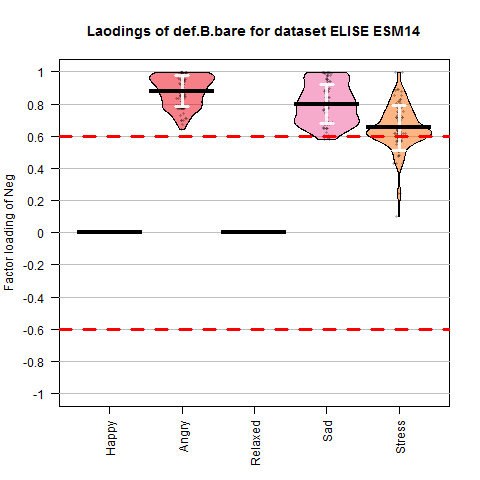 Laodings of def.B.bare for dataset ELISE ESM14
Factor loading of Neg
1
0.8
0.6
0.4
0.2
0
-0.2
-0.4
-0.6
-0.8
-1
Happy
Angry
Relaxed
Sad
Stress